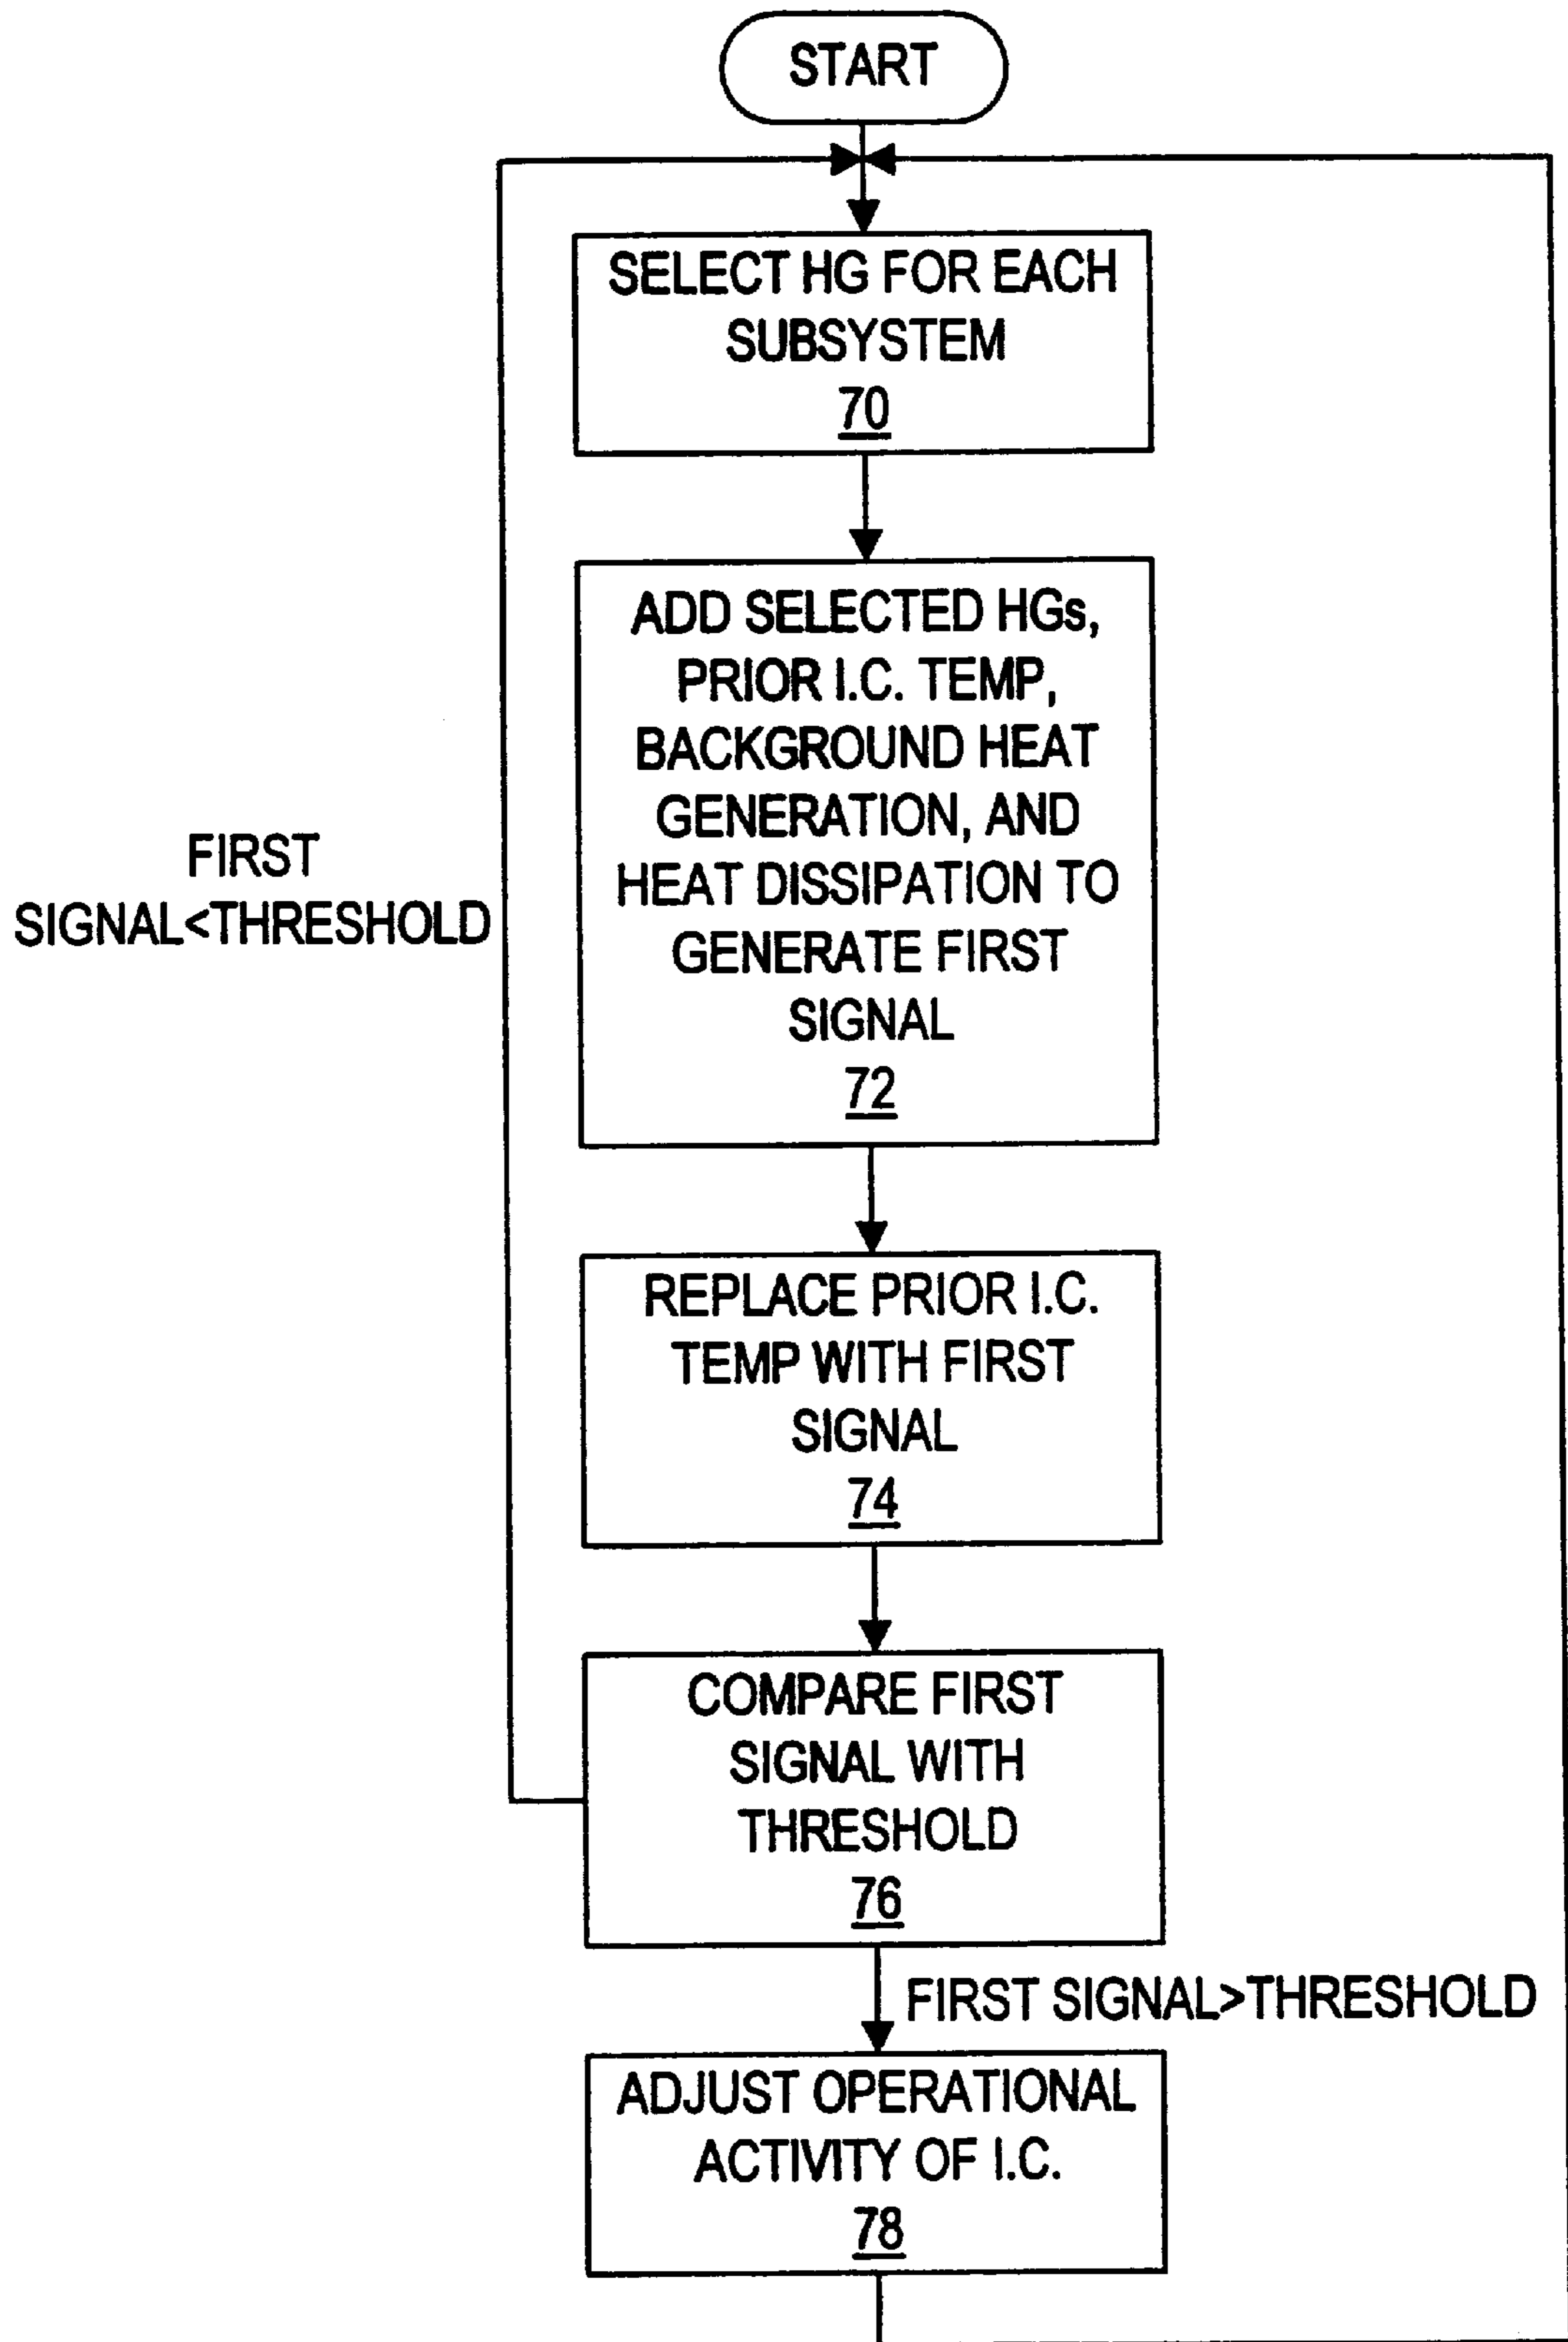 START
SELECT HG FOR EACH
SUBSYSTEM
70
ADD SELECTED HGs,
PRIOR I.C. TEMP,
BACKGROUND HEAT
GENERATION, AND
HEAT DISSIPATION TO
GENERATE FIRST
SIGNAL
72
FIRST
SIGNAL<THRESHOLD
REPLACE PRIOR I.C.
TEMP WITH FIRST
SIGNAL
74
COMPARE FIRST
SIGNAL WITH
THRESHOLD
76
FIRST SIGNAL>THRESHOLD
ADJUST OPERATIONAL
ACTIVITY OF I.C.
78